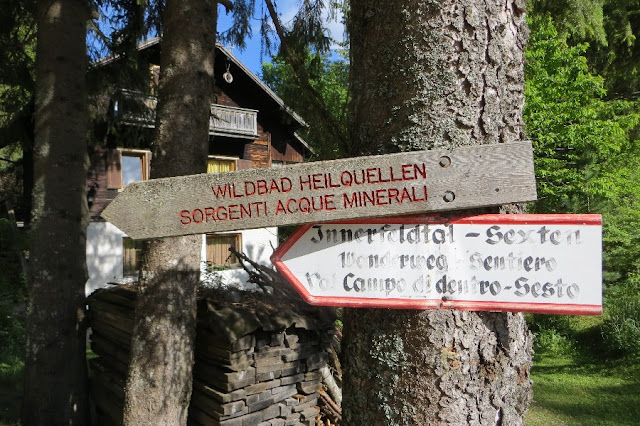 WILDBAD HEILQUELLEN
SORGENTI ACQUE MINERALI
Innerfeldtal - Sexten
Wanderweg - Sentiero
Val Campo di dentro-Sesto